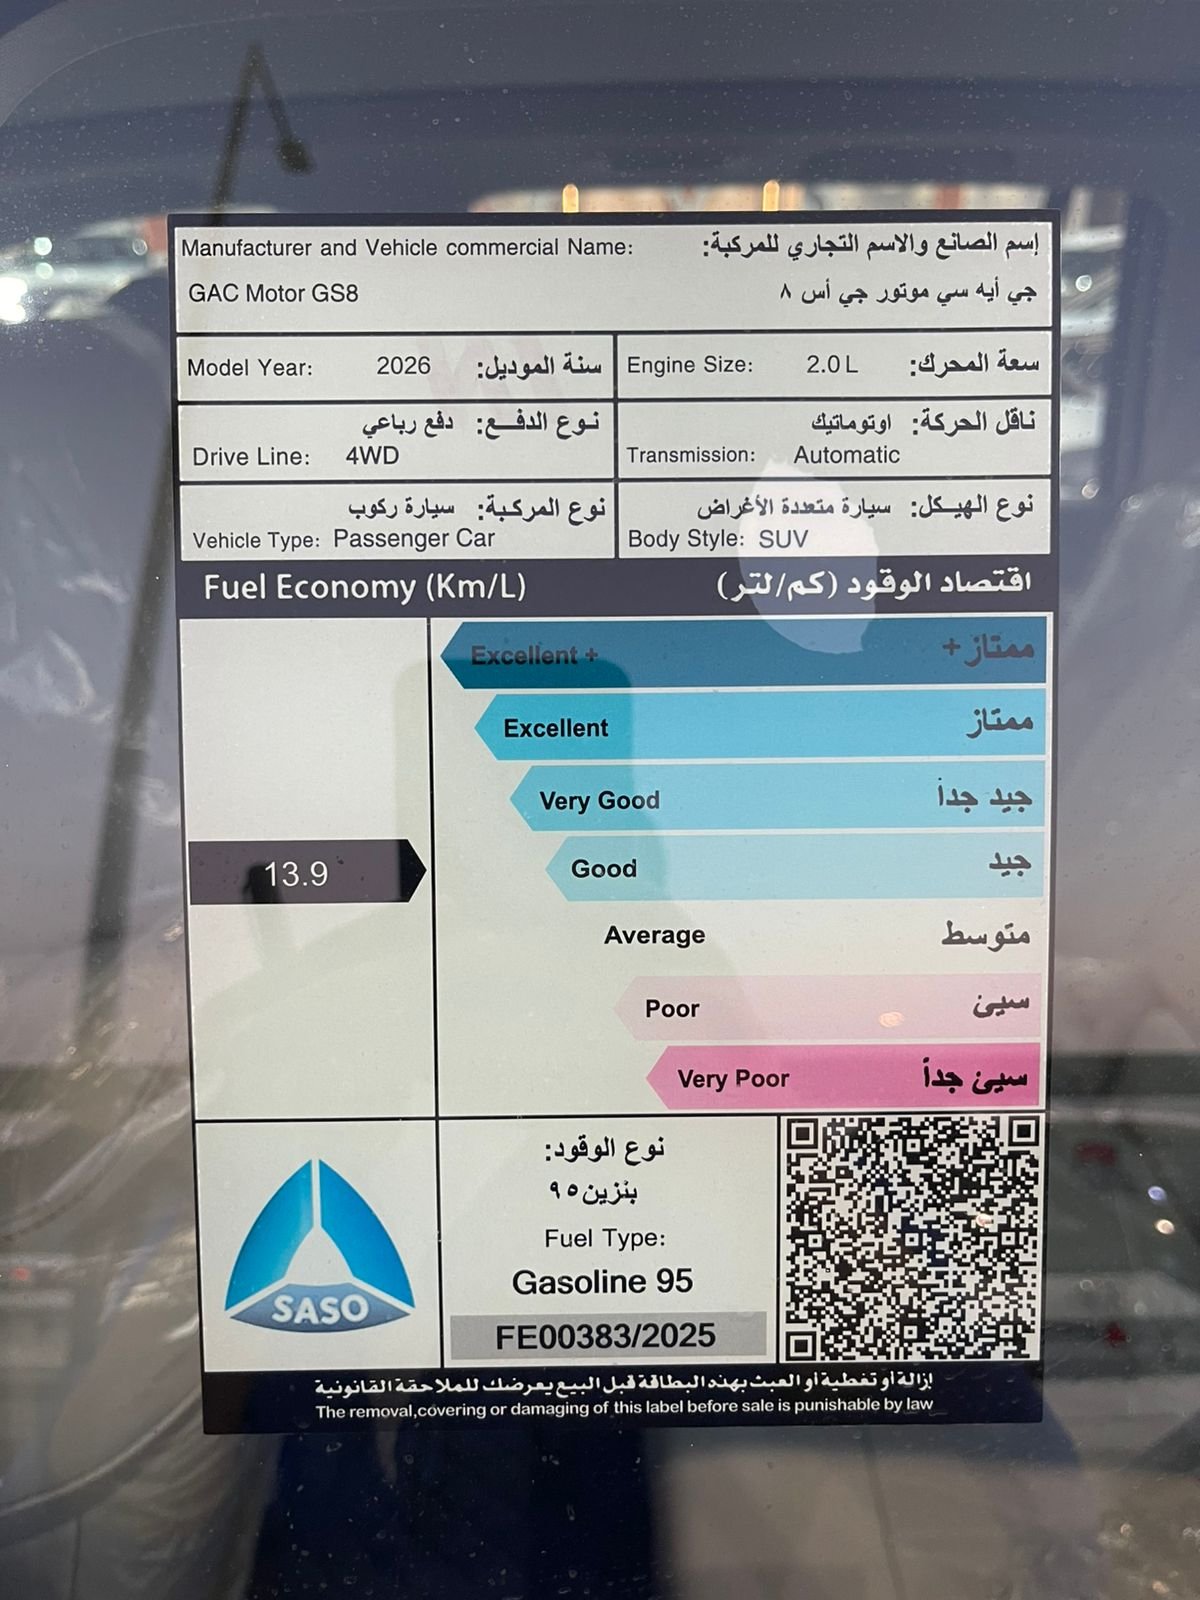 Manufacturer and Vehicle commercial Name: إسم الصانع والاسم التجاري للمركبة:
GAC Motor GS8 جي أيه سي موتور جي أس ٨
Model Year: 2026 سنة الموديل:
Engine Size: 2.0 L سعة المحرك:
نوع الدفع: دفع رباعي
Drive Line: 4WD
ناقل الحركة: اوتوماتيك
Transmission: Automatic
نوع المركبة: سيارة ركوب
Vehicle Type: Passenger Car
نوع الهيكل: سيارة متعددة الأغراض
Body Style: SUV
Fuel Economy (Km/L) اقتصاد الوقود (كم/لتر)
Excellent + ممتاز +
Excellent ممتاز
Very Good جيد جداً
13.9
Good جيد
Average متوسط
Poor سيئ
Very Poor سيئ جداً
SASO
نوع الوقود:
بنزين ٩٥
Fuel Type:
Gasoline 95
FE00383/2025
إزالة أو تغطية أو العبث بهذه البطاقة قبل البيع يعرضك للملاحقة القانونية
The removal,covering or damaging of this label before sale is punishable by law